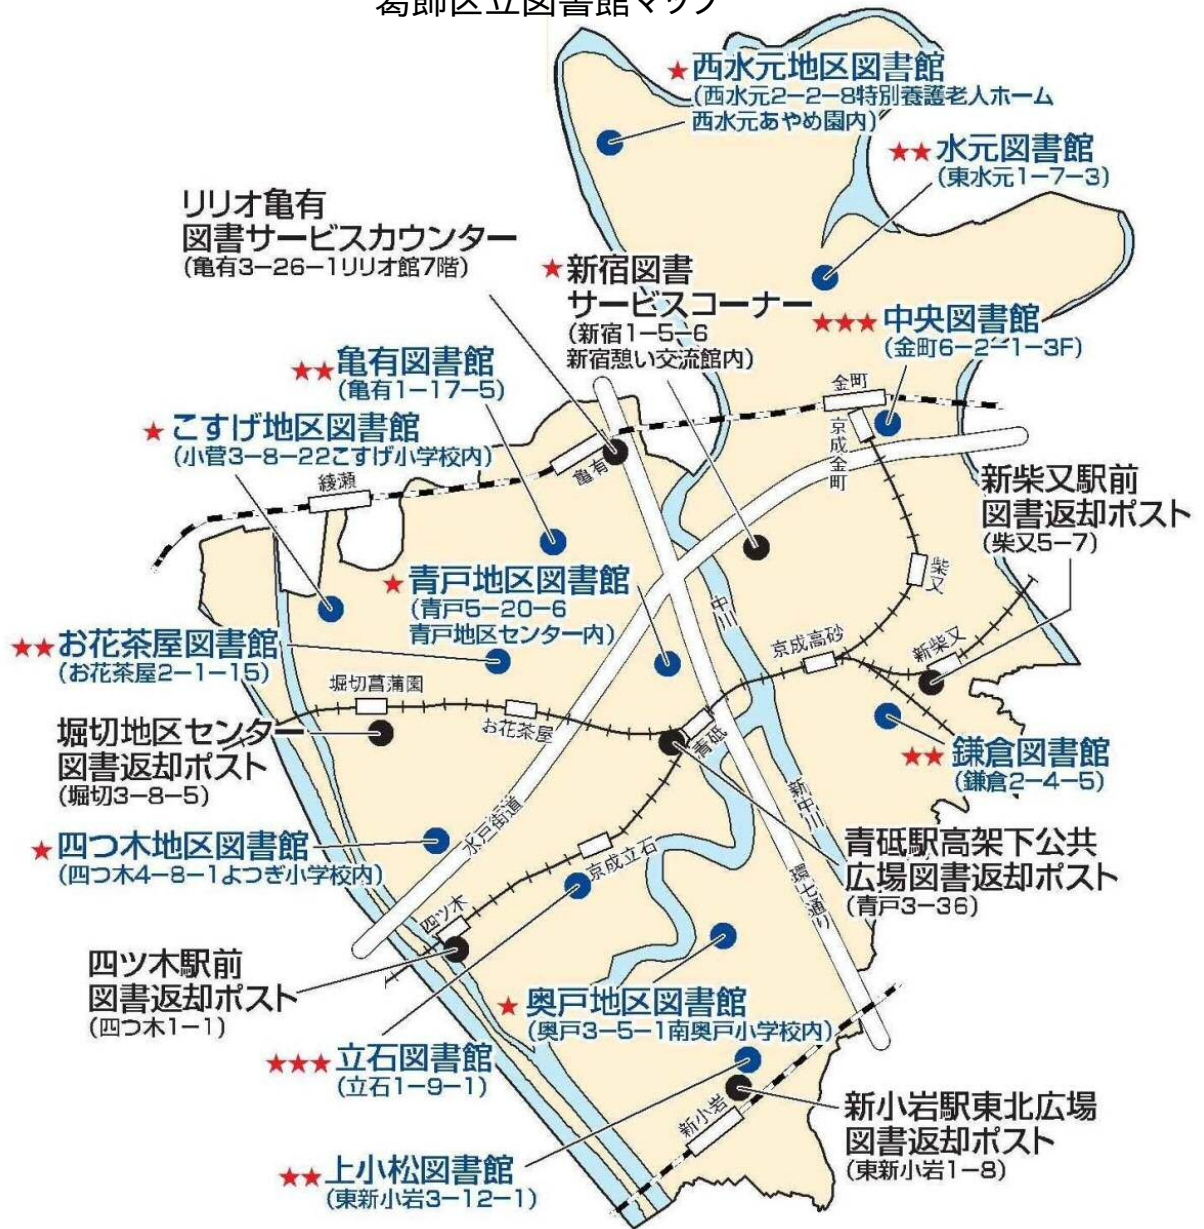 葛飾区立図書館マップ
★西水元地区図書館
(西水元2-2-8特別養護老人ホーム
西水元あやめ園内)
★★水元図書館
(東水元1-7-3)
リリオ亀有
図書サービスカウンター
(亀有3-26-1リリオ館7階)
★新宿図書
サービスコーナー
(新宿1-5-6
新宿憩い交流館内)
★★★中央図書館
(金町6-2-1-3F)
★★亀有図書館
(亀有1-17-5)
金町
京成金町
★こすげ地区図書館
(小菅3-8-22こすげ小学校内)
亀有
綾瀬
新柴又駅前
図書返却ポスト
(柴又5-7)
柴又
★青戸地区図書館
(青戸5-20-6
青戸地区センター内)
中川
★★お花茶屋図書館
(お花茶屋2-1-15)
京成高砂
新柴又
堀切菖蒲園
お花茶屋
青砥
堀切地区センター
図書返却ポスト
(堀切3-8-5)
★★鎌倉図書館
(鎌倉2-4-5)
新中川
水戸街道
★四つ木地区図書館
(四つ木4-8-1よつぎ小学校内)
京成立石
青砥駅高架下公共
広場図書返却ポスト
(青戸3-36)
環七通り
四ツ木
四ツ木駅前
図書返却ポスト
(四つ木1-1)
★奥戸地区図書館
(奥戸3-5-1南奥戸小学校内)
★★★立石図書館
(立石1-9-1)
新小岩
新小岩駅東北広場
図書返却ポスト
(東新小岩1-8)
★★上小松図書館
(東新小岩3-12-1)